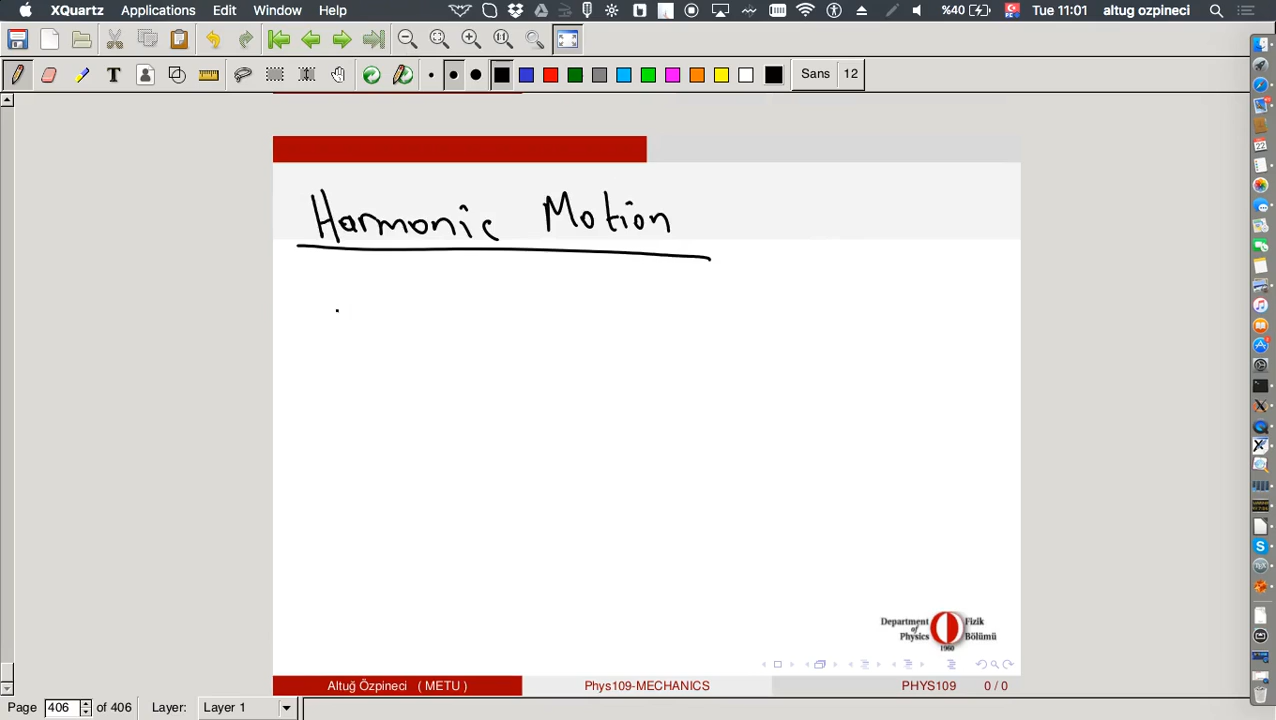 XQuartz Applications Edit Window Help %40 Tue 11:01 altug ozpineci
T Sans 12
Harmonic Motion
Department of Physics Fizik Bölümü
1960
Altuğ Özpineci ( METU ) Phys109-MECHANICS PHYS109 0 / 0
Page 406 of 406 Layer: Layer 1